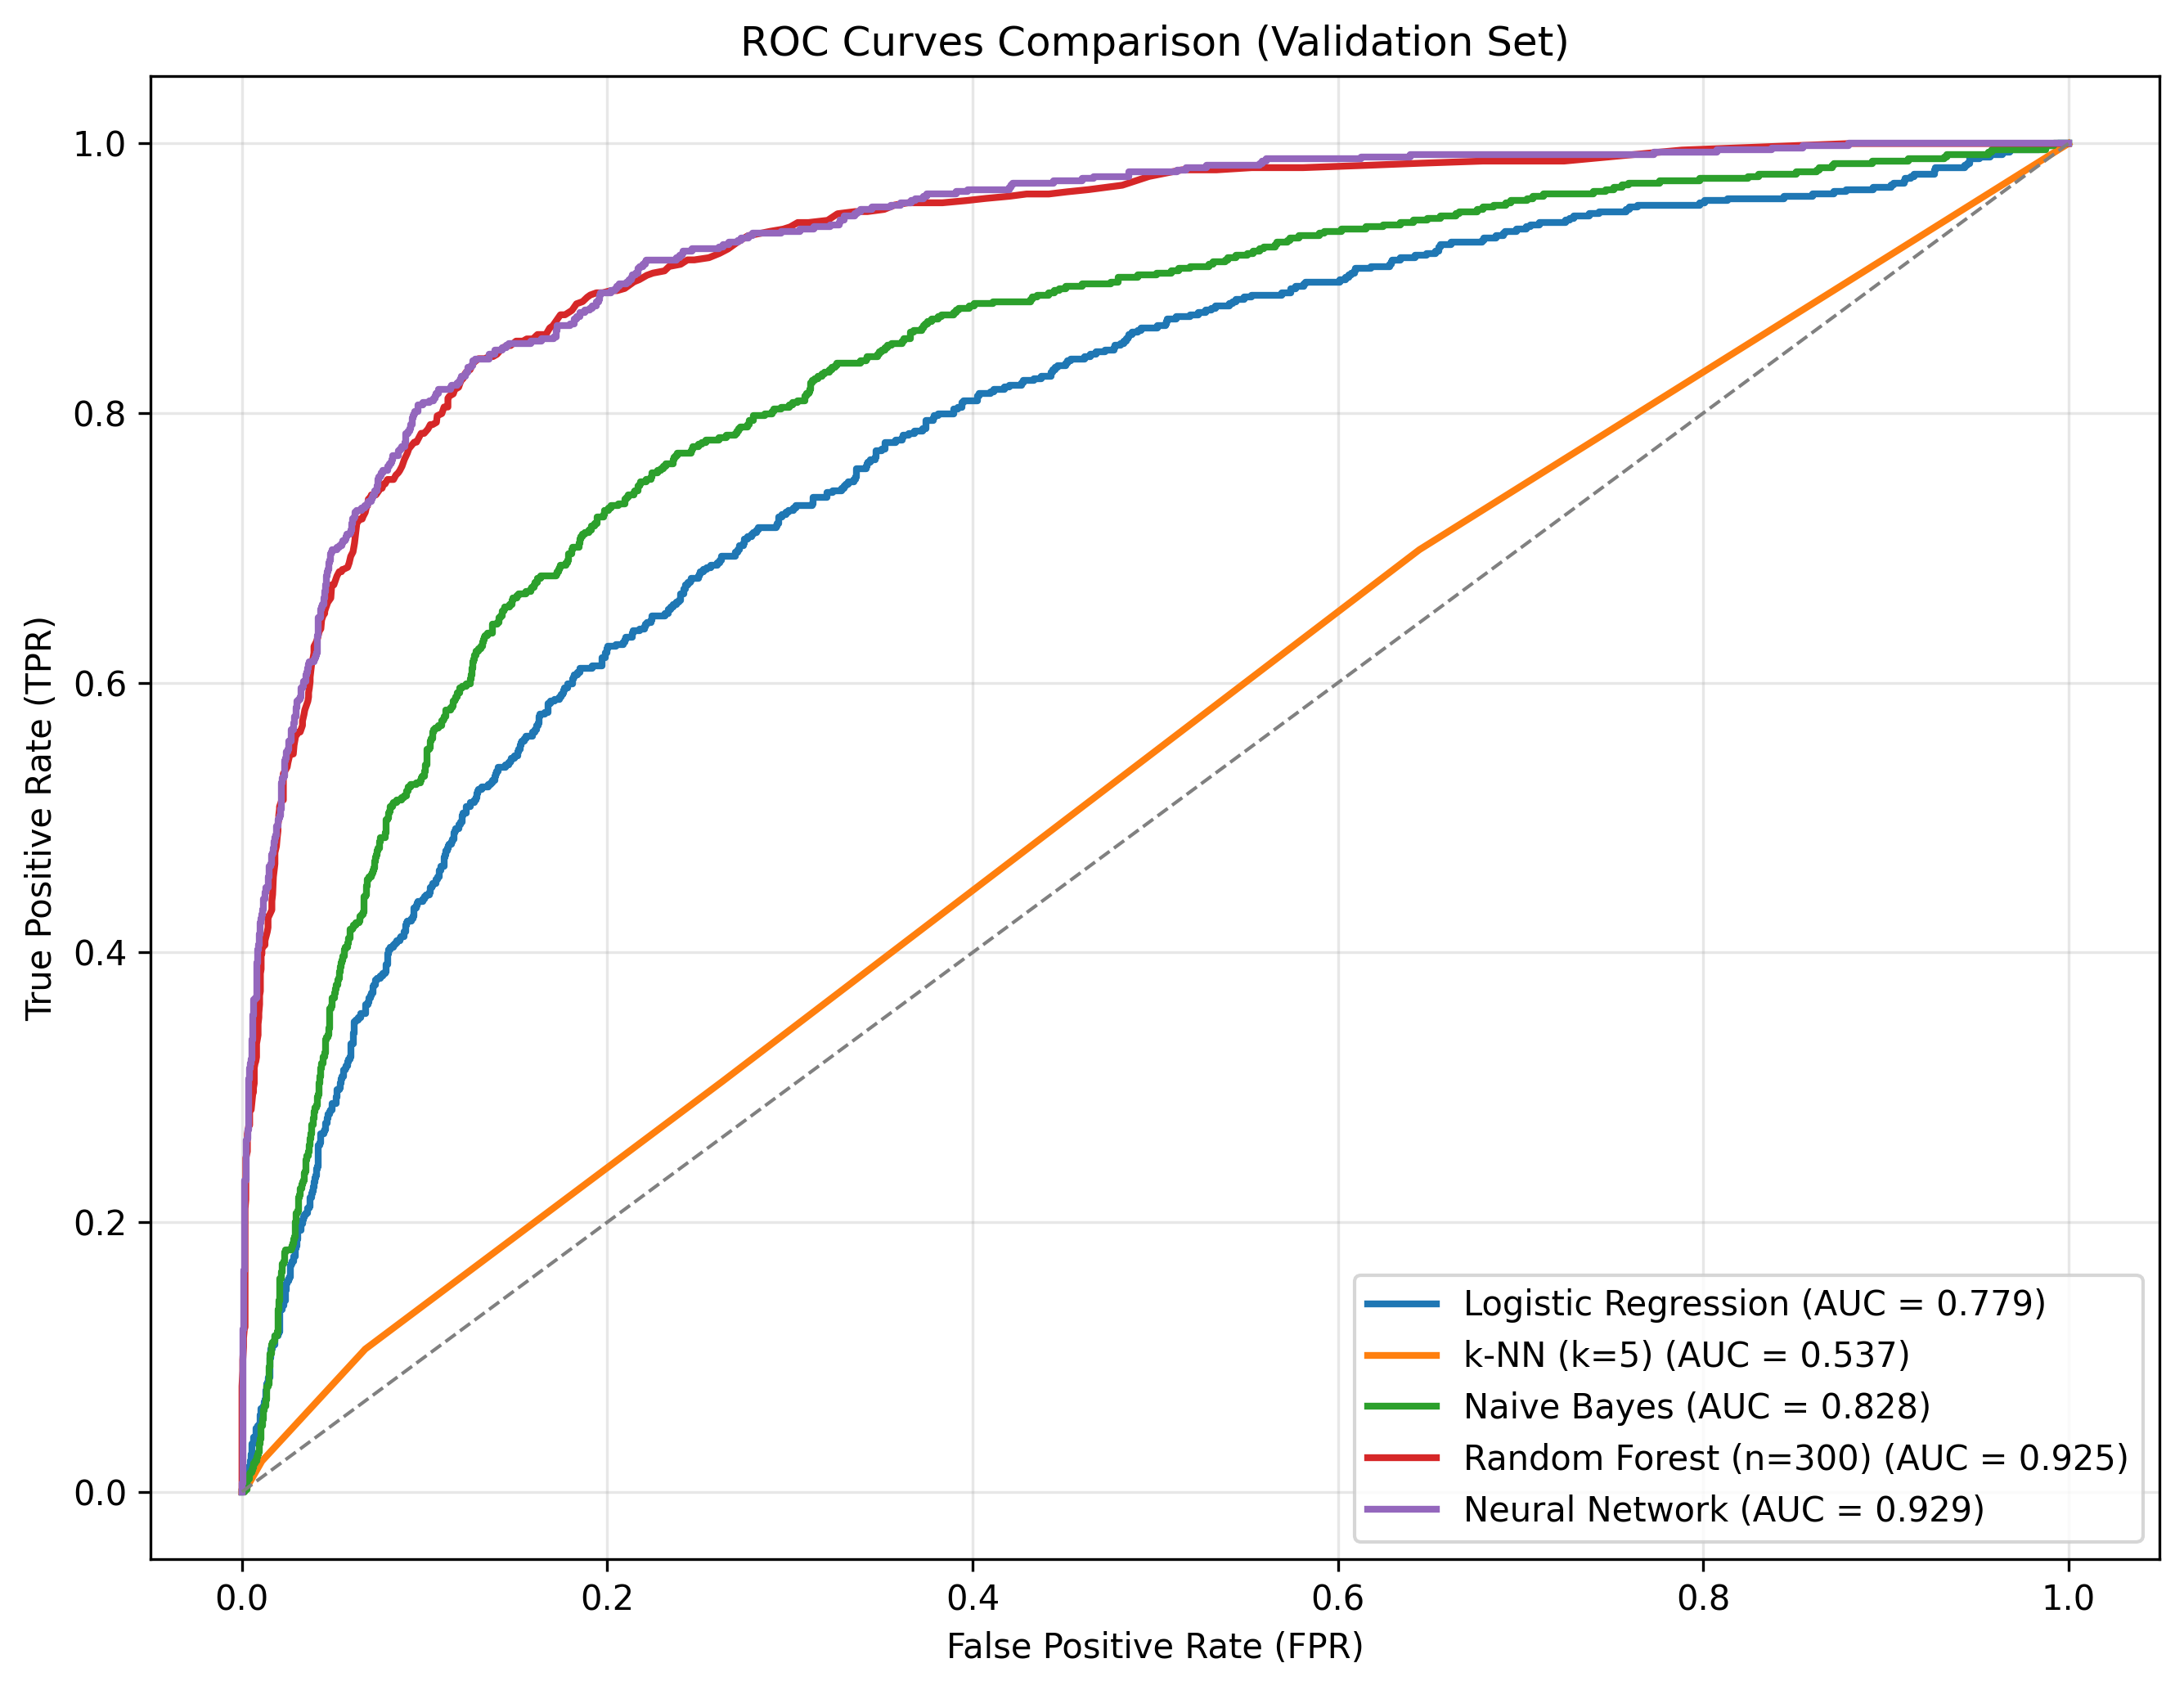 ROC Curves Comparison (Validation Set)
True Positive Rate (TPR)
1.0
0.8
0.6
0.4
0.2
0.0
Logistic Regression (AUC = 0.779)
k-NN (k=5) (AUC = 0.537)
Naive Bayes (AUC = 0.828)
Random Forest (n=300) (AUC = 0.925)
Neural Network (AUC = 0.929)
0.0 0.2 0.4 0.6 0.8 1.0
False Positive Rate (FPR)